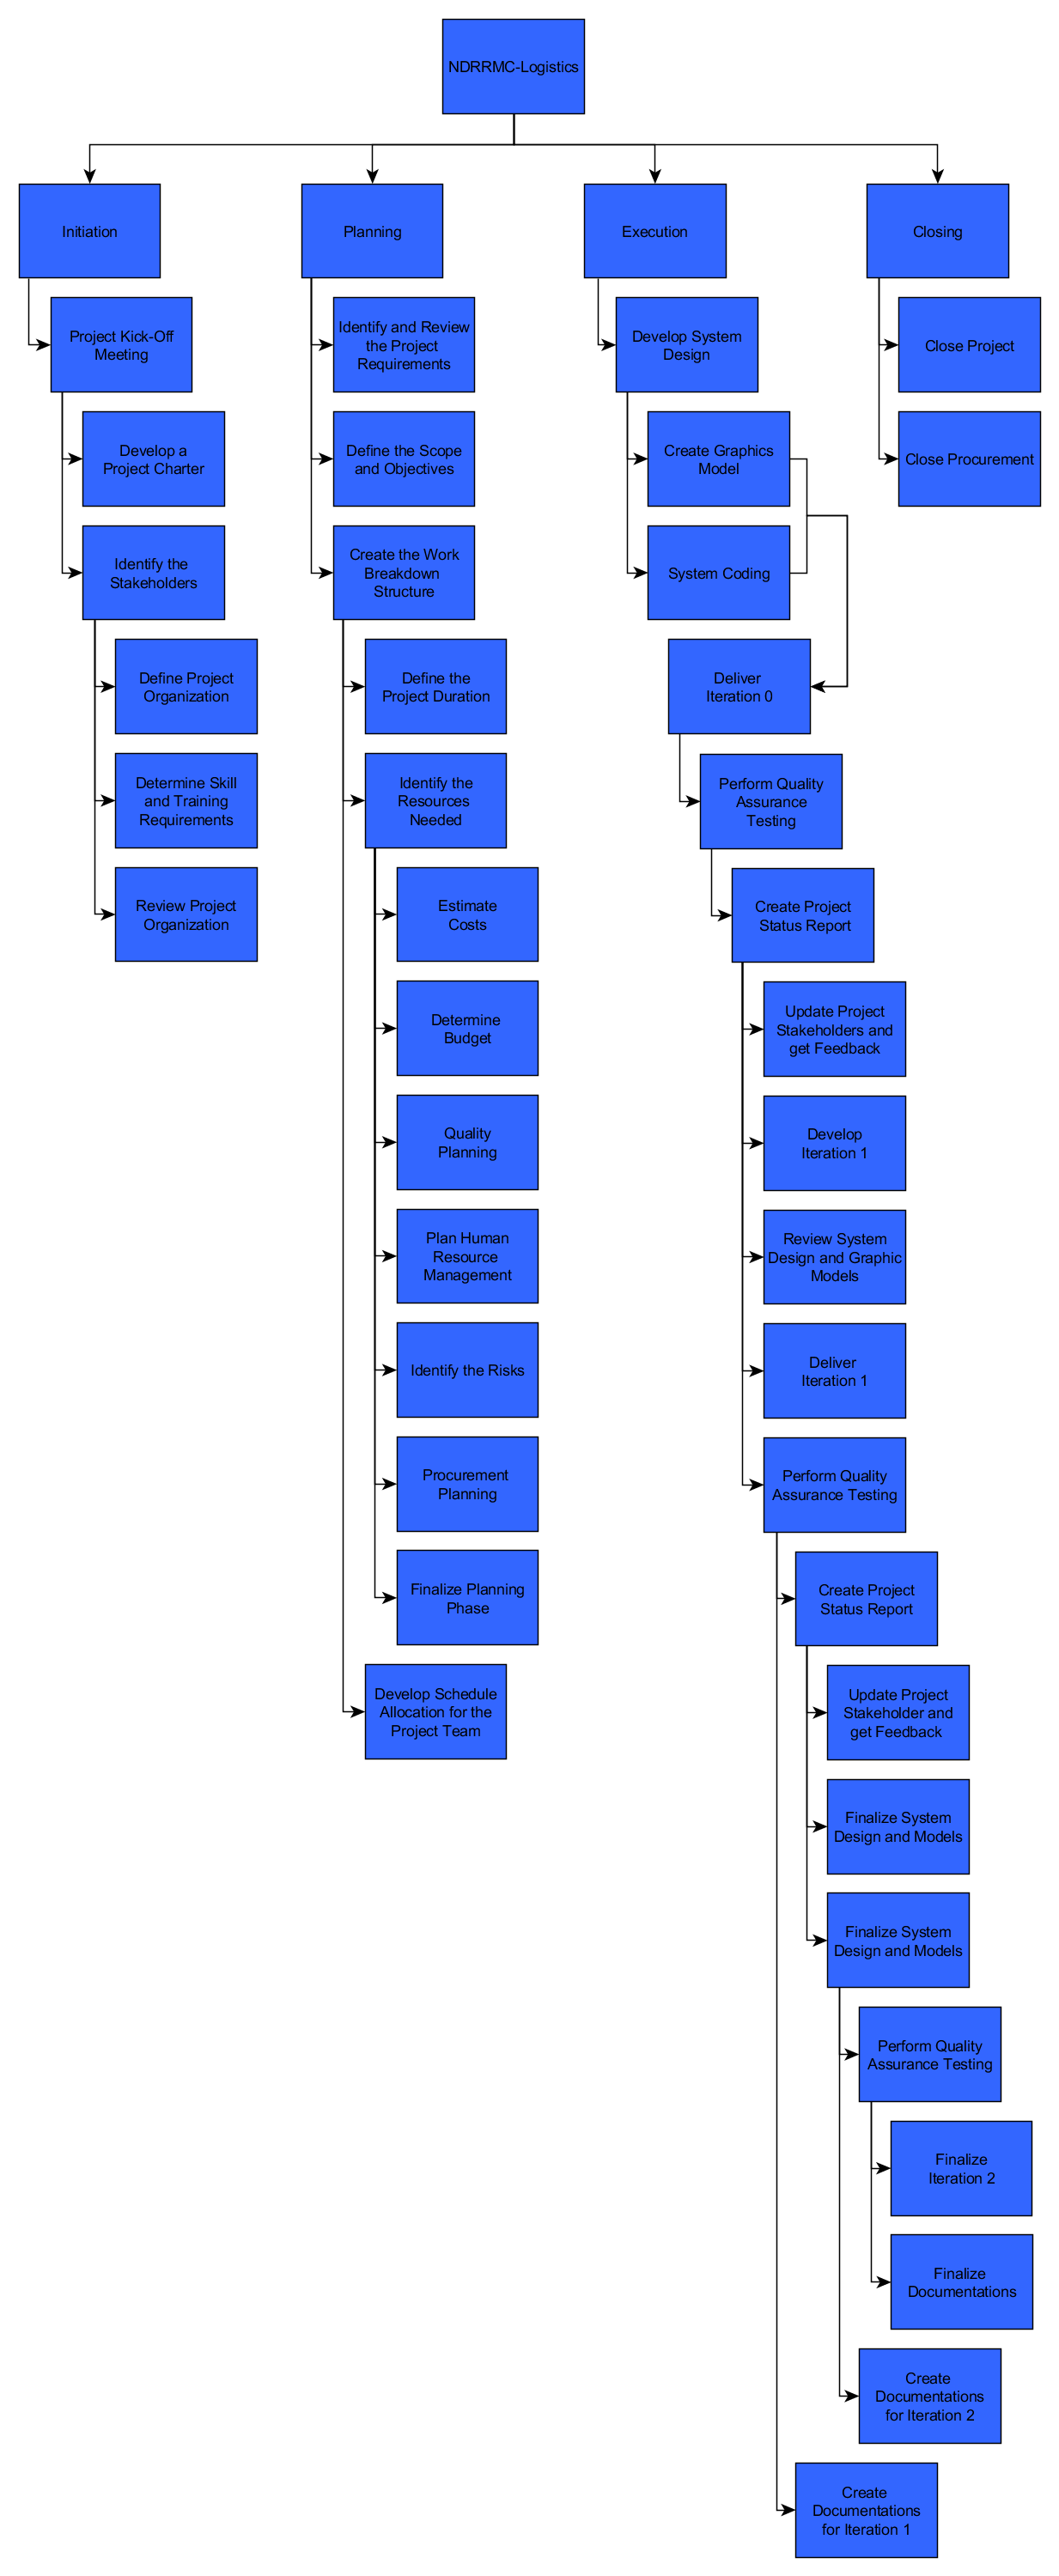 NDRRMC-Logistics
Initiation
Project Kick-Off
Meeting
Develop a
Project Charter
Identify the
Stakeholders
Define Project
Organization
Determine Skill
and Training
Requirements
Review Project
Organization
Planning
Identify and Review
the Project
Requirements
Define the Scope
and Objectives
Create the Work
Breakdown
Structure
Define the
Project Duration
Identify the
Resources
Needed
Estimate
Costs
Determine
Budget
Quality
Planning
Plan Human
Resource
Management
Identify the Risks
Procurement
Planning
Finalize Planning
Phase
Develop Schedule
Allocation for the
Project Team
Execution
Develop System
Design
Create Graphics
Model
System Coding
Deliver
Iteration 0
Perform Quality
Assurance
Testing
Create Project
Status Report
Update Project
Stakeholders and
get Feedback
Develop
Iteration 1
Review System
Design and Graphic
Models
Deliver
Iteration 1
Perform Quality
Assurance Testing
Create Project
Status Report
Update Project
Stakeholder and
get Feedback
Finalize System
Design and Models
Finalize System
Design and Models
Perform Quality
Assurance Testing
Finalize
Iteration 2
Finalize
Documentations
Create
Documentations
for Iteration 2
Create
Documentations
for Iteration 1
Closing
Close Project
Close Procurement